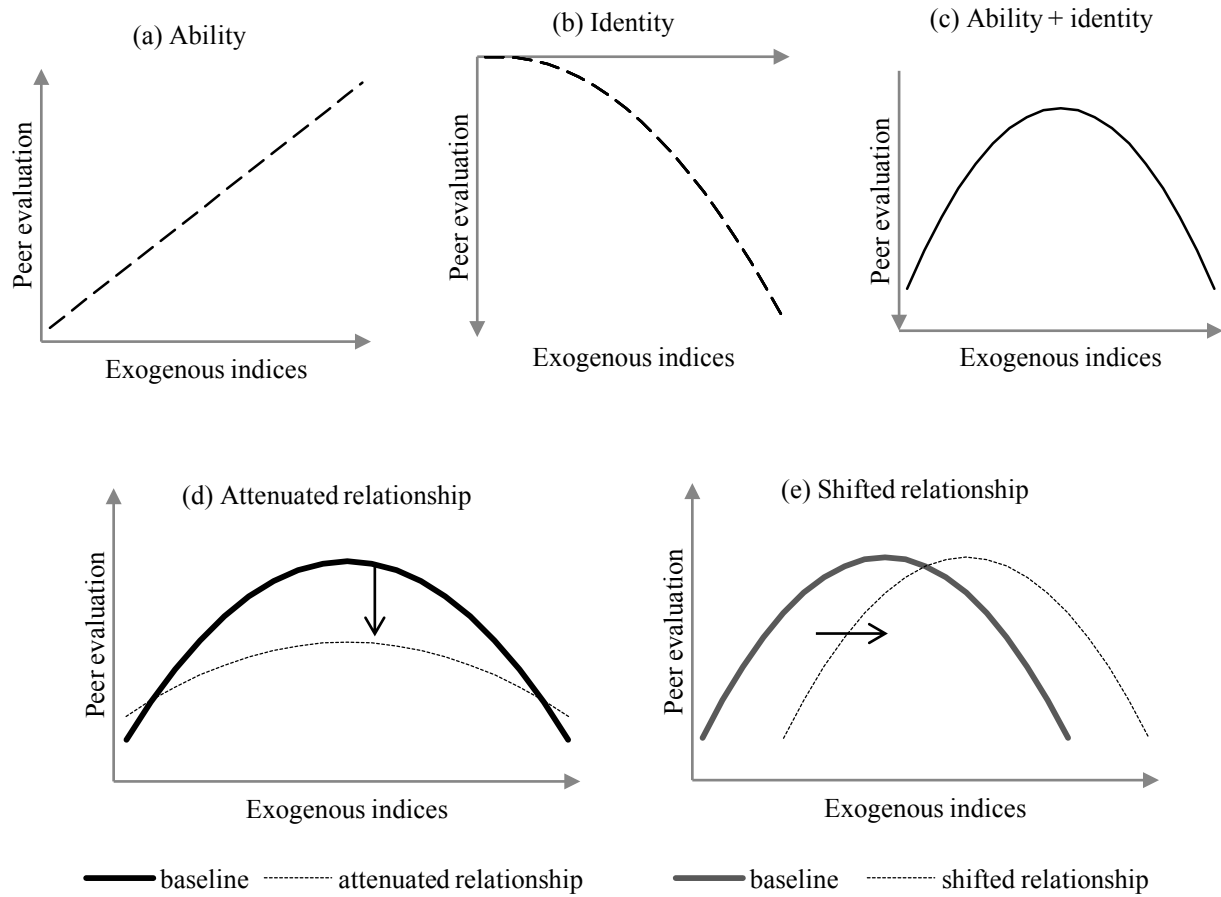 (a) Ability
Peer evaluation
Exogenous indices
(b) Identity
Peer evaluation
Exogenous indices
(c) Ability + identity
Peer evaluation
Exogenous indices
(d) Attenuated relationship
Peer evaluation
Exogenous indices
baseline attenuated relationship
(e) Shifted relationship
Peer evaluation
Exogenous indices
baseline shifted relationship